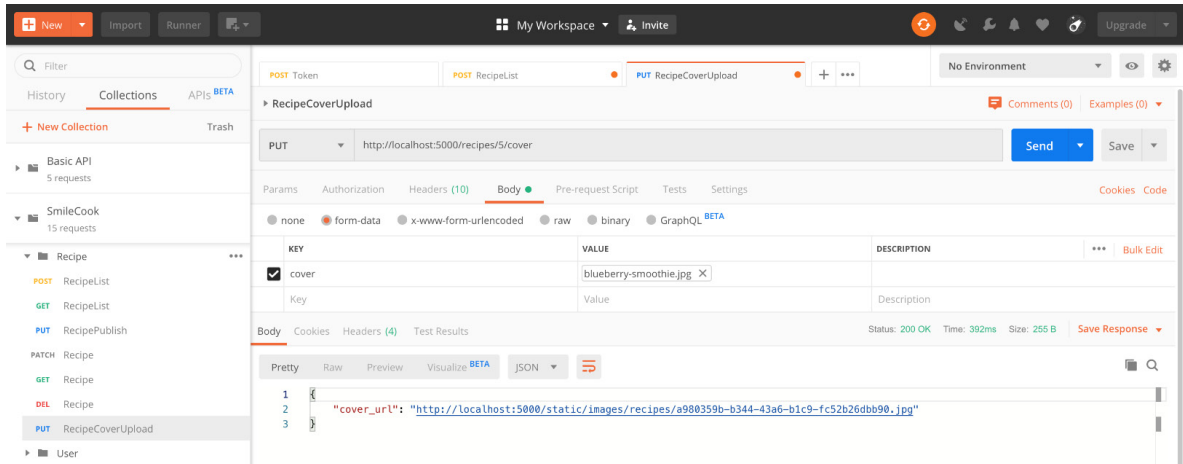 New Import Runner My Workspace Invite Upgrade
Filter
History Collections APIs BETA
+ New Collection Trash
Basic API
5 requests
SmileCook
15 requests
Recipe
POST RecipeList
GET RecipeList
PUT RecipePublish
PATCH Recipe
GET Recipe
DEL Recipe
PUT RecipeCoverUpload
User
POST Token POST RecipeList PUT RecipeCoverUpload + ••• No Environment
RecipeCoverUpload Comments (0) Examples (0)
PUT http://localhost:5000/recipes/5/cover Send Save
Params Authorization Headers (10) Body Pre-request Script Tests Settings Cookies Code
none form-data x-www-form-urlencoded raw binary GraphQL BETA
KEY VALUE DESCRIPTION ••• Bulk Edit
cover blueberry-smoothie.jpg X
Key Value Description
Body Cookies Headers (4) Test Results Status: 200 OK Time: 392ms Size: 255 B Save Response
Pretty Raw Preview Visualize BETA JSON
1 {
2 "cover_url": "http://localhost:5000/static/images/recipes/a980359b-b344-43a6-b1c9-fc52b26dbb90.jpg"
3 }